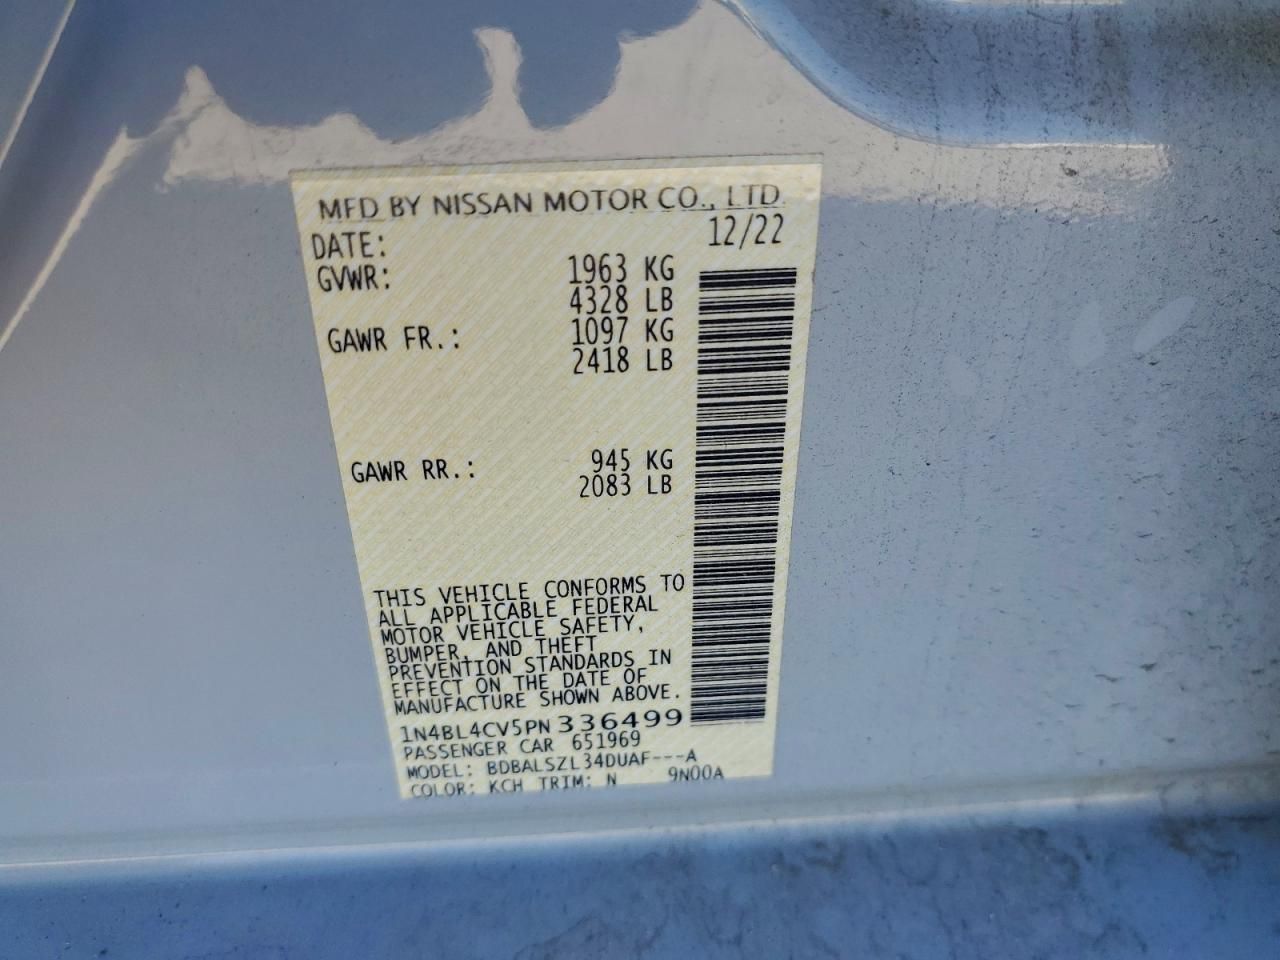 MFD BY NISSAN MOTOR CO., LTD.
DATE: 12/22
GVWR: 1963 KG
4328 LB
GAWR FR.: 1097 KG
2418 LB
GAWR RR.: 945 KG
2083 LB
THIS VEHICLE CONFORMS TO
ALL APPLICABLE FEDERAL
MOTOR VEHICLE SAFETY,
BUMPER, AND THEFT
PREVENTION STANDARDS IN
EFFECT ON THE DATE OF
MANUFACTURE SHOWN ABOVE.
1N4BL4CV5PN336499
PASSENGER CAR 651969
MODEL: BDBALSZL34DUAF---A
COLOR: KCH TRIM: N 9N00A